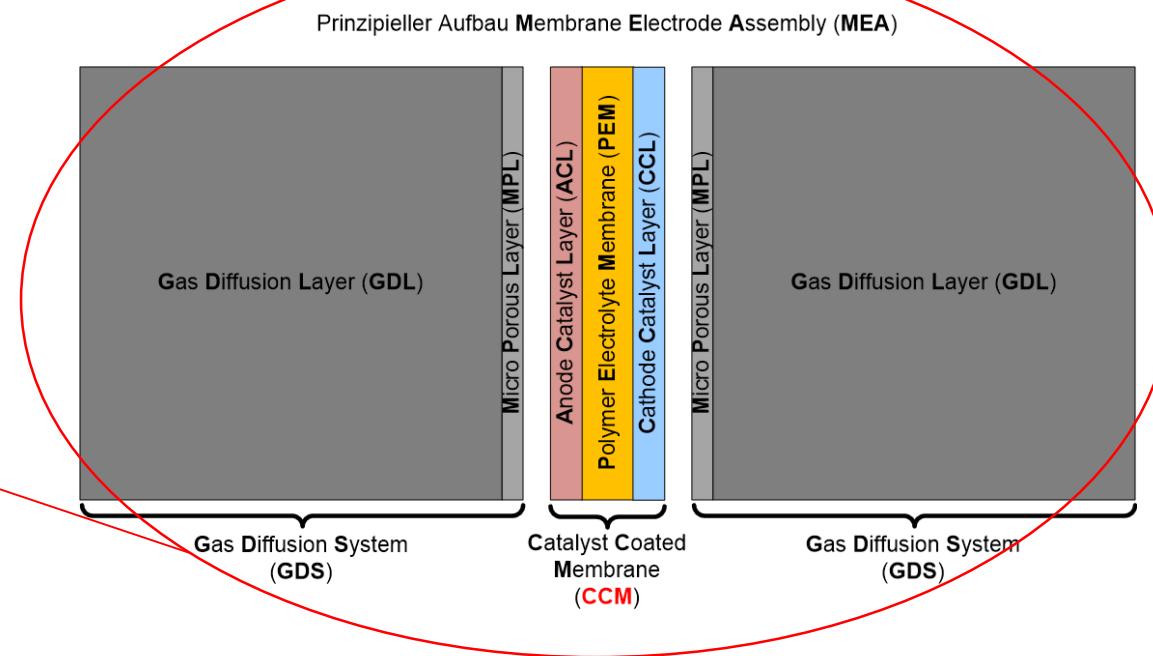 Prinzipieller Aufbau Membrane Electrode Assembly (MEA)
Gas Diffusion Layer (GDL)
Micro Porous Layer (MPL)
Anode Catalyst Layer (ACL)
Polymer Electrolyte Membrane (PEM)
Cathode Catalyst Layer (CCL)
Micro Porous Layer (MPL)
Gas Diffusion Layer (GDL)
Gas Diffusion System
(GDS)
Catalyst Coated
Membrane
(CCM)
Gas Diffusion System
(GDS)